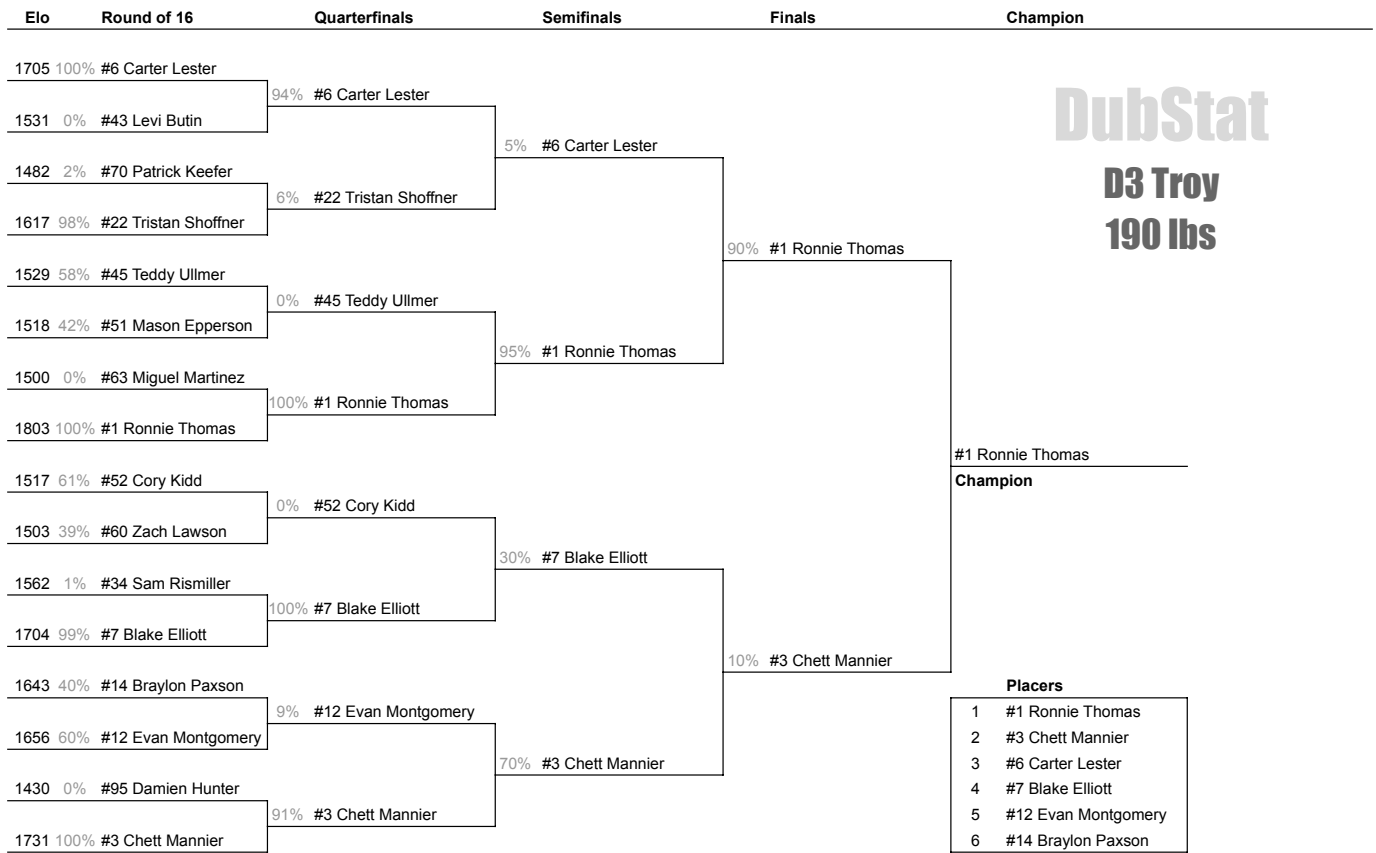 Elo Round of 16 Quarterfinals Semifinals Finals Champion
1705 100% #6 Carter Lester
94% #6 Carter Lester
1531 0% #43 Levi Butin
5% #6 Carter Lester
1482 2% #70 Patrick Keefer
6% #22 Tristan Shoffner
1617 98% #22 Tristan Shoffner
90% #1 Ronnie Thomas
1529 58% #45 Teddy Ullmer
0% #45 Teddy Ullmer
1518 42% #51 Mason Epperson
95% #1 Ronnie Thomas
1500 0% #63 Miguel Martinez
100% #1 Ronnie Thomas
1803 100% #1 Ronnie Thomas
#1 Ronnie Thomas
Champion
1517 61% #52 Cory Kidd
0% #52 Cory Kidd
1503 39% #60 Zach Lawson
30% #7 Blake Elliott
1562 1% #34 Sam Rismiller
100% #7 Blake Elliott
1704 99% #7 Blake Elliott
10% #3 Chett Mannier
1643 40% #14 Braylon Paxson
9% #12 Evan Montgomery
1656 60% #12 Evan Montgomery
70% #3 Chett Mannier
1430 0% #95 Damien Hunter
91% #3 Chett Mannier
1731 100% #3 Chett Mannier
DubStat
D3 Troy
190 lbs
Placers
1 #1 Ronnie Thomas
2 #3 Chett Mannier
3 #6 Carter Lester
4 #7 Blake Elliott
5 #12 Evan Montgomery
6 #14 Braylon Paxson